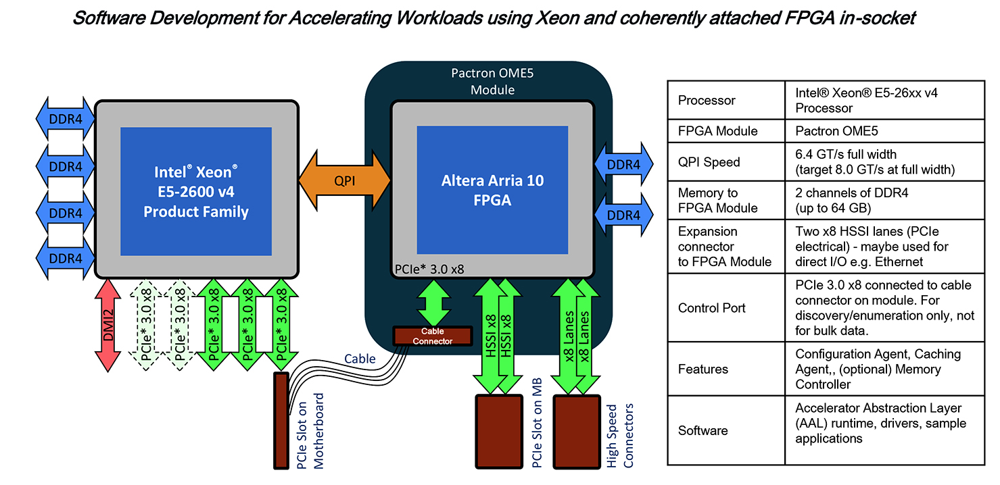 Software Development for Accelerating Workloads using Xeon and coherently attached FPGA in-socket
Pactron OME5
Module
DDR4
DDR4
DDR4
DDR4
Intel® Xeon®
E5-2600 v4
Product Family
QPI
Altera Arria 10
FPGA
DDR4
DDR4
PCIe* 3.0 x8
DMI2
PCIe* 3.0 x8
PCIe* 3.0 x8
PCIe* 3.0 x8
PCIe* 3.0 x8
PCIe* 3.0 x8
Cable
Connector
HSSI x8
HSSI x8
x8 Lanes
x8 Lanes
Cable
PCIe Slot on
Motherboard
PCIe Slot on MB
High Speed
Connectors
Processor
Intel® Xeon® E5-26xx v4
Processor
FPGA Module
Pactron OME5
QPI Speed
6.4 GT/s full width
(target 8.0 GT/s at full width)
Memory to
FPGA Module
2 channels of DDR4
(up to 64 GB)
Expansion
connector
to FPGA Module
Two x8 HSSI lanes (PCIe
electrical) - maybe used for
direct I/O e.g. Ethernet
Control Port
PCIe 3.0 x8 connected to cable
connector on module. For
discovery/enumeration only, not
for bulk data.
Features
Configuration Agent, Caching
Agent,, (optional) Memory
Controller
Software
Accelerator Abstraction Layer
(AAL) runtime, drivers, sample
applications